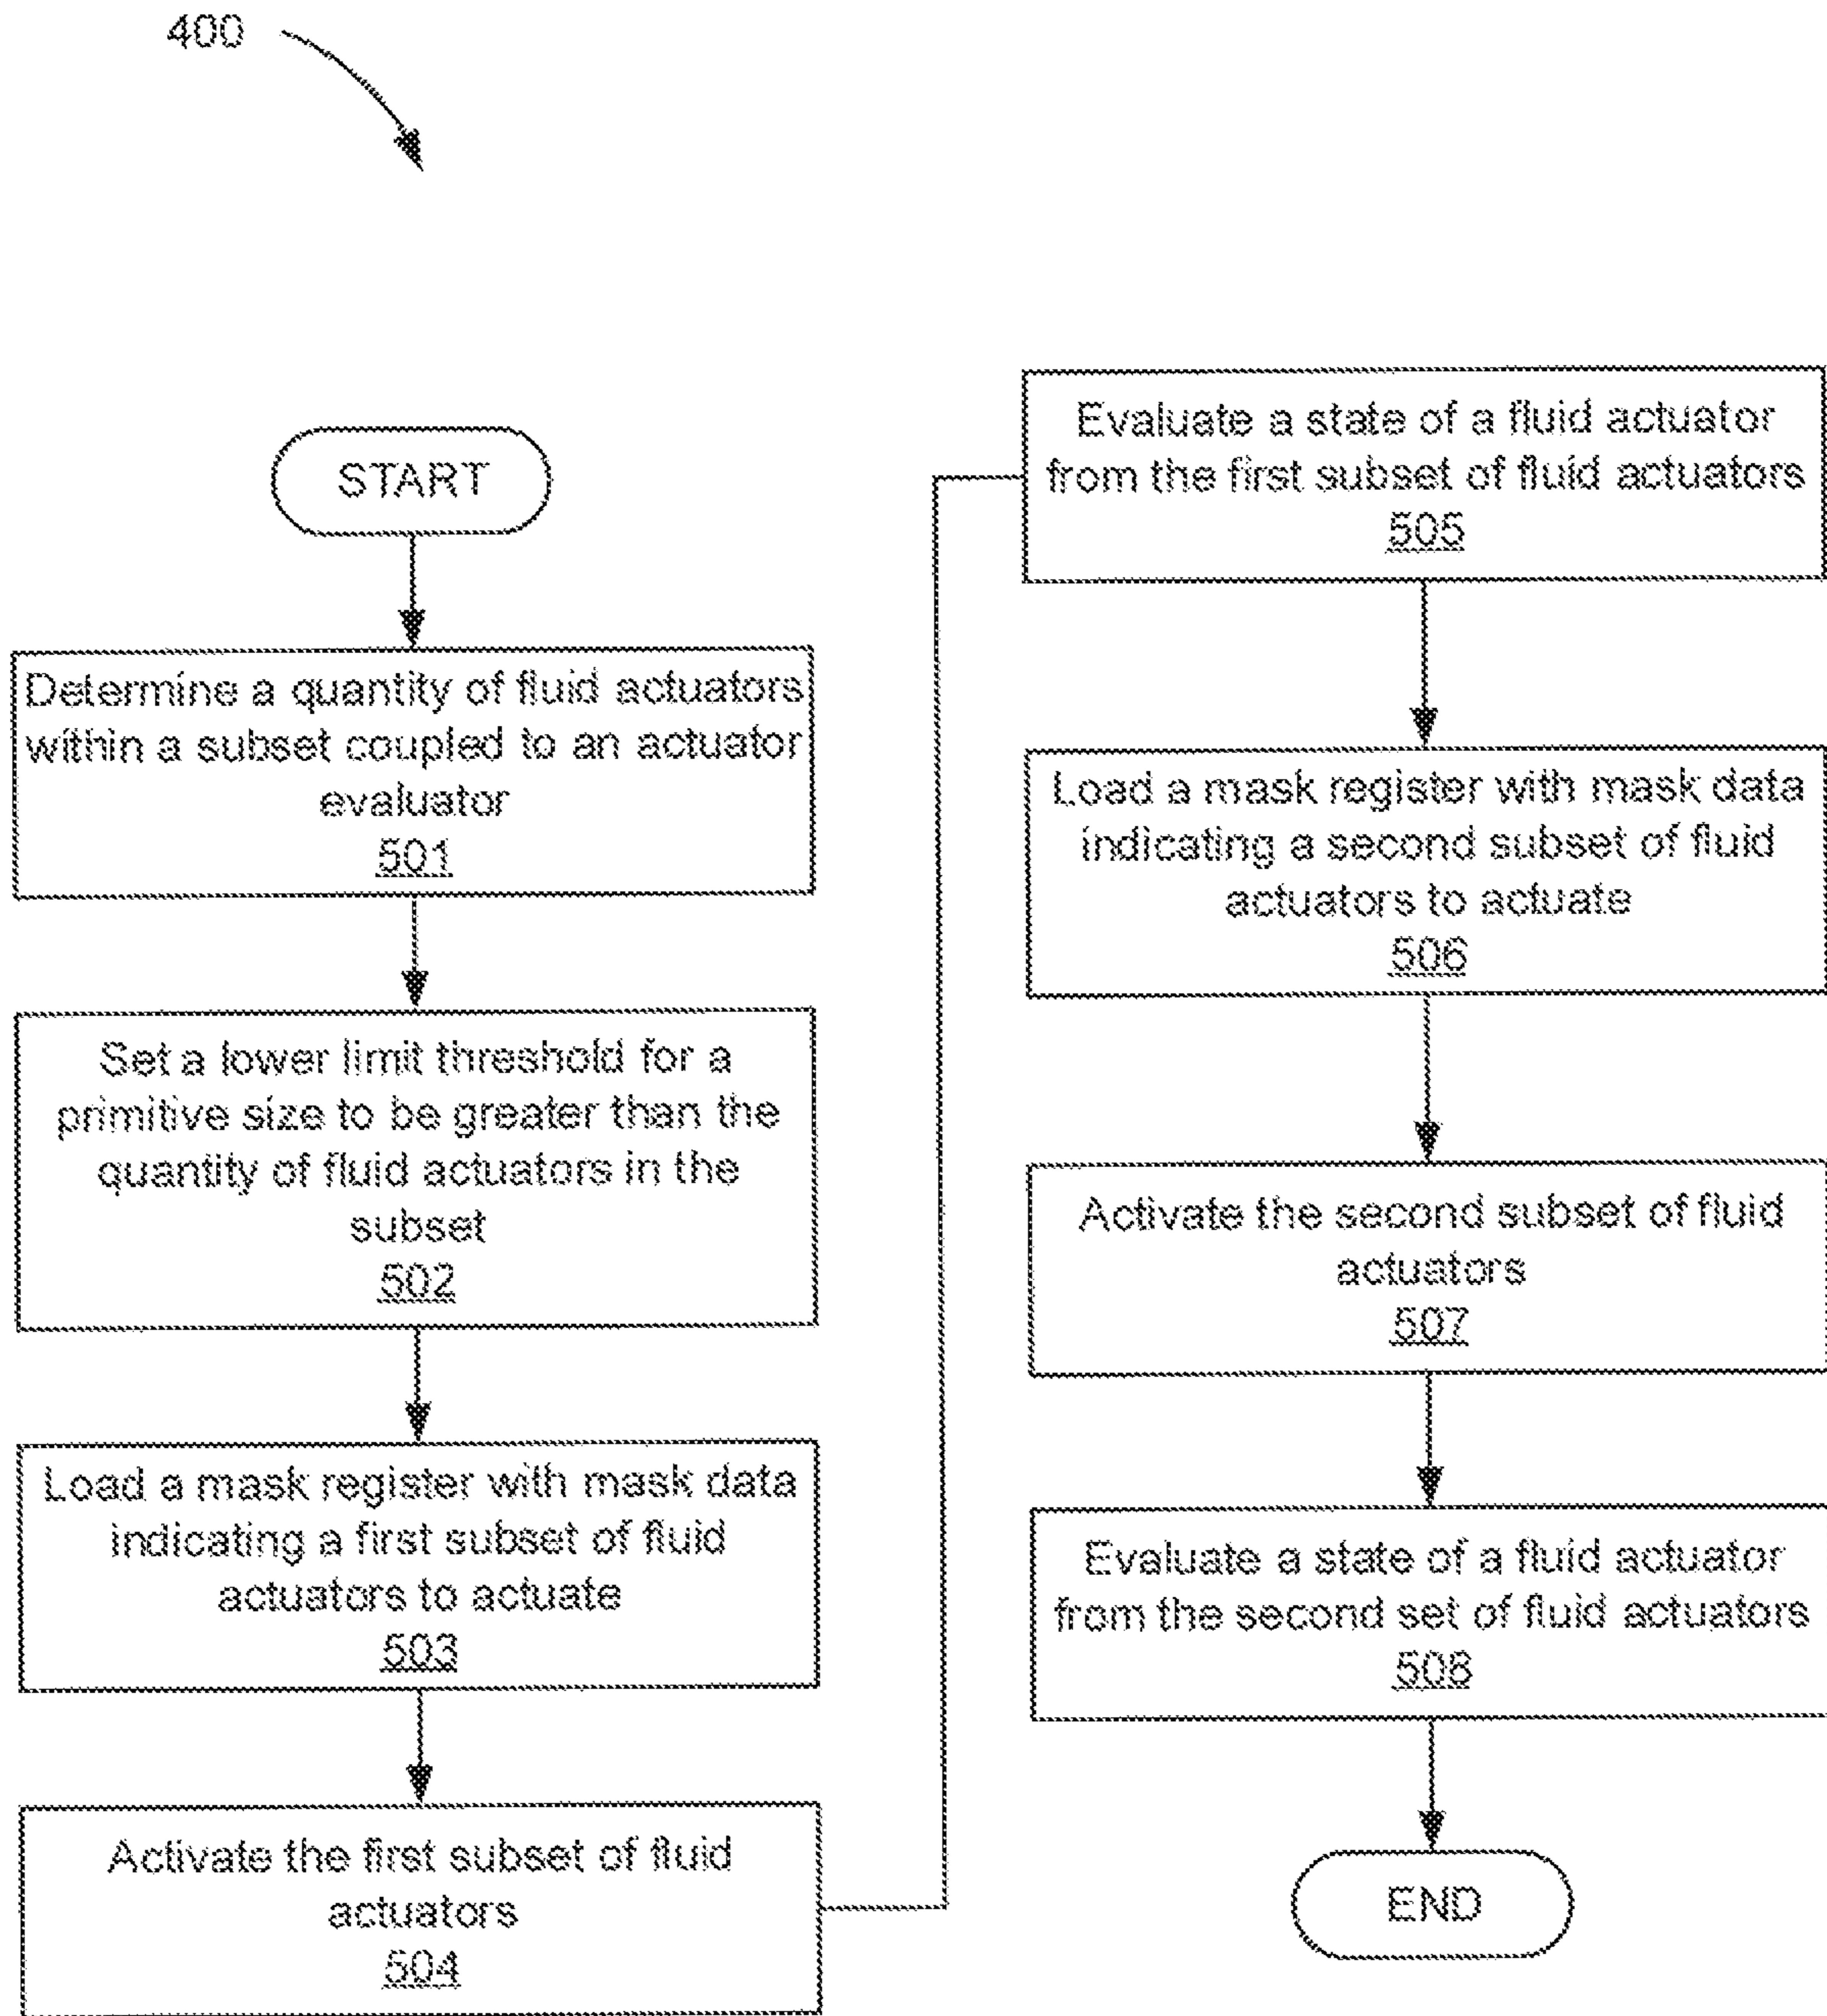 400
START
Determine a quantity of fluid actuators
within a subset coupled to an actuator
evaluator
501
Set a lower limit threshold for a
primitive size to be greater than the
quantity of fluid actuators in the
subset
502
Load a mask register with mask data
indicating a first subset of fluid
actuators to actuate
503
Activate the first subset of fluid
actuators
504
Evaluate a state of a fluid actuator
from the first subset of fluid actuators
505
Load a mask register with mask data
indicating a second subset of fluid
actuators to actuate
506
Activate the second subset of fluid
actuators
507
Evaluate a state of a fluid actuator
from the second set of fluid actuators
508
END